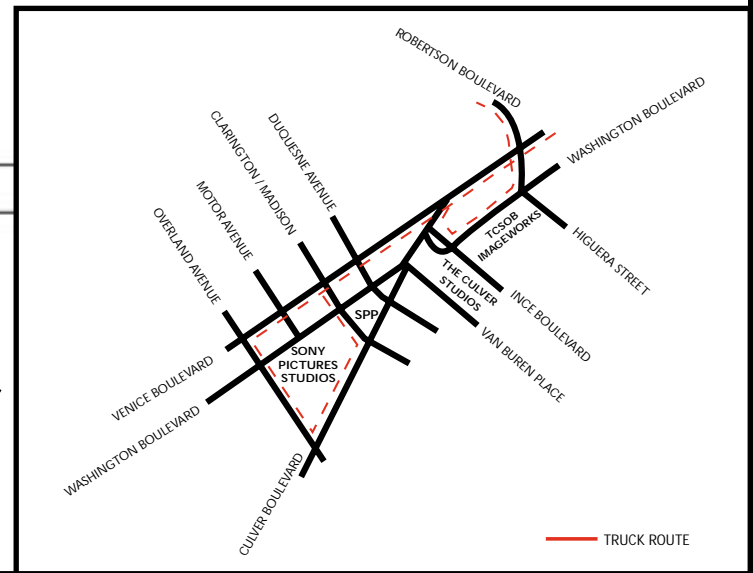 ROBERTSON BOULEVARD
WASHINGTON BOULEVARD
CLARINGTON / MADISON
DUQUESNE AVENUE
MOTOR AVENUE
OVERLAND AVENUE
TCSOB
IMAGEWORKS
HIGUERA STREET
THE CULVER
STUDIOS
INCE BOULEVARD
SPP
VAN BUREN PLACE
SONY
PICTURES
STUDIOS
VENICE BOULEVARD
WASHINGTON BOULEVARD
CULVER BOULEVARD
TRUCK ROUTE